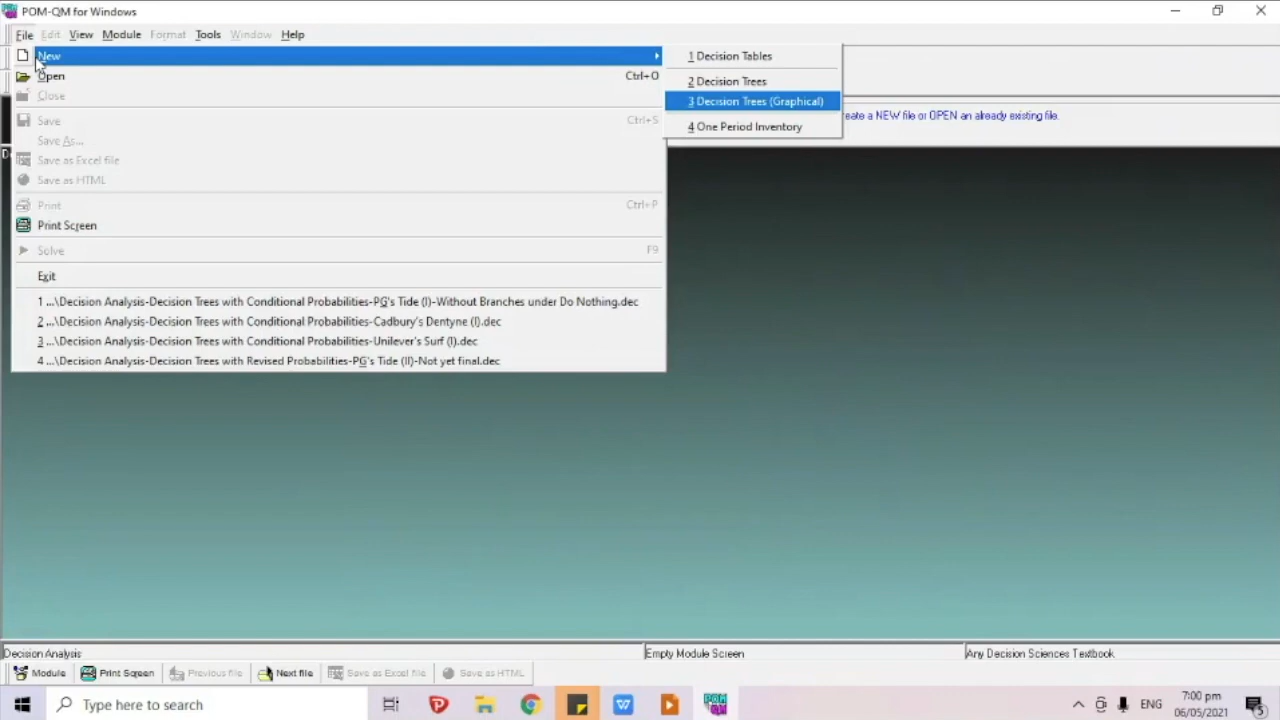 POM-QM for Windows
File Edit View Module Format Tools Window Help
New
Open Ctrl+O
Close
Save Ctrl+S
Save As...
Save as Excel file
Save as HTML
Print Ctrl+P
Print Screen
Solve F9
Exit
1 ...\Decision Analysis-Decision Trees with Conditional Probabilities-PG's Tide (I)-Without Branches under Do Nothing.dec
2 ...\Decision Analysis-Decision Trees with Conditional Probabilities-Cadbury's Dentyne (I).dec
3 ...\Decision Analysis-Decision Trees with Conditional Probabilities-Unilever's Surf (I).dec
4 ...\Decision Analysis-Decision Trees with Revised Probabilities-PG's Tide (II)-Not yet final.dec
1 Decision Tables
2 Decision Trees
3 Decision Trees (Graphical)
4 One Period Inventory
reate a NEW file or OPEN an already existing file.
Decision Analysis Empty Module Screen Any Decision Sciences Textbook
Module Print Screen Previous file Next file Save as Excel file Save as HTML
Type here to search
POM
QM
ENG
7:00 pm
06/05/2021
5